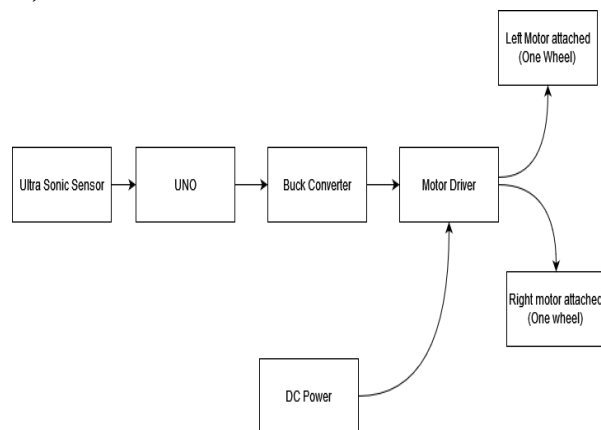 Left Motor attached
(One Wheel)
Ultra Sonic Sensor
UNO
Buck Converter
Motor Driver
Right motor attached
(One wheel)
DC Power